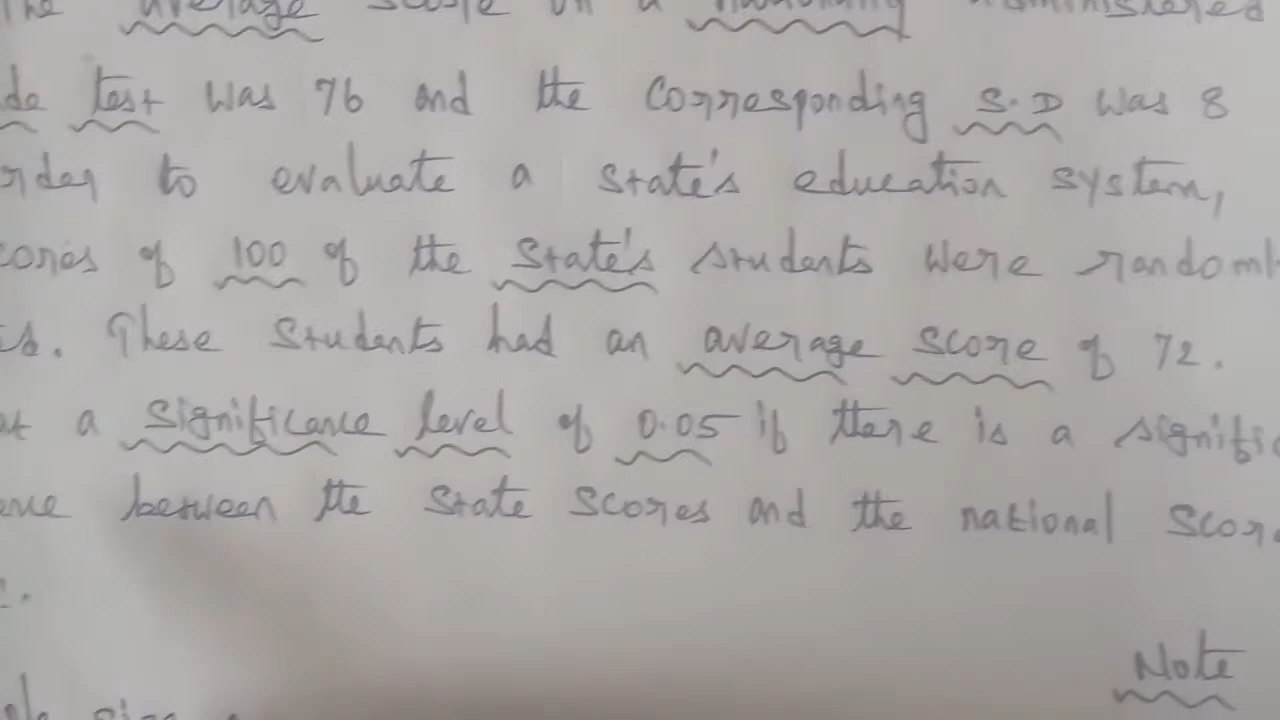 average score on a nationally administered
test was 76 and the corresponding S.D was 8
to evaluate a state's education system,
of 100 of the state's students were
These students had an average score of 72.
a significance level of 0.05 if there is a
between the state scores and the national
Note